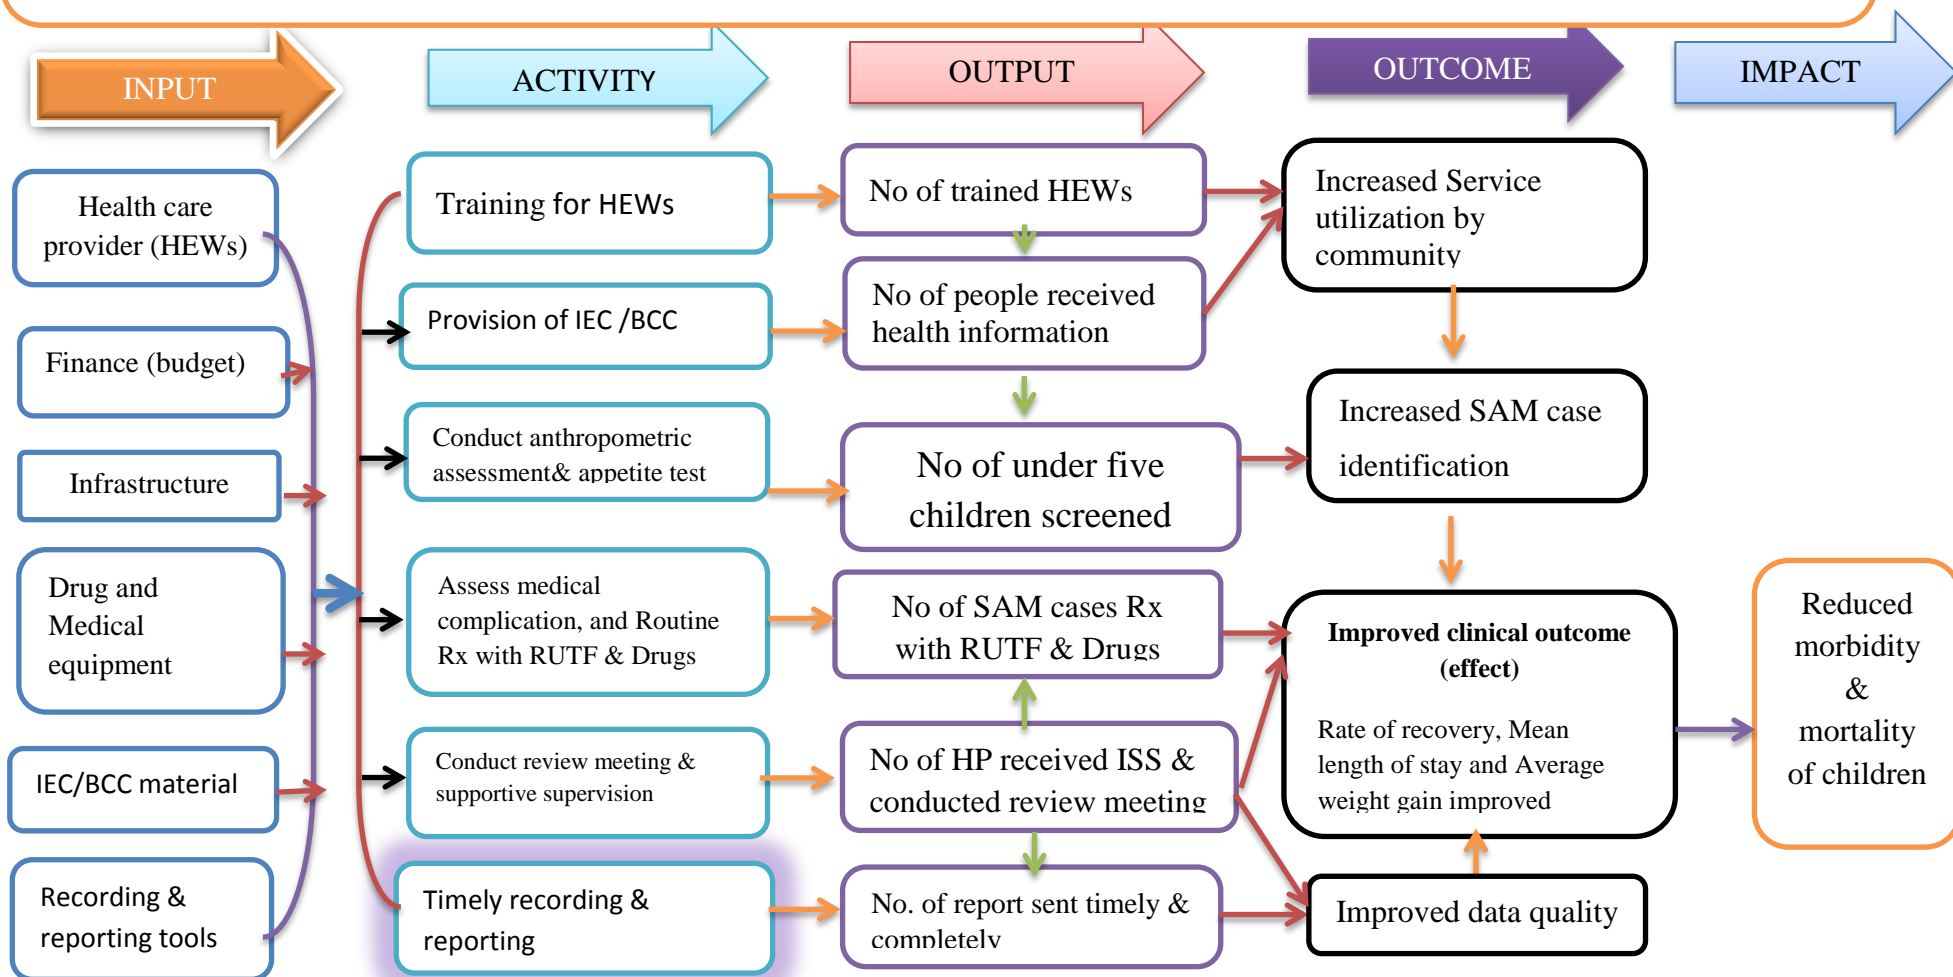 INPUT
ACTIVITY
OUTPUT
OUTCOME
IMPACT
Health care
provider (HEWs)
Finance (budget)
Infrastructure
Drug and
Medical
equipment
IEC/BCC material
Recording &
reporting tools
Training for HEWs
Provision of IEC /BCC
Conduct anthropometric
assessment& appetite test
Assess medical
complication, and Routine
Rx with RUTF & Drugs
Conduct review meeting &
supportive supervision
Timely recording &
reporting
No of trained HEWs
No of people received
health information
No of under five
children screened
No of SAM cases Rx
with RUTF & Drugs
No of HP received ISS &
conducted review meeting
No. of report sent timely &
completely
Increased Service
utilization by
community
Increased SAM case
identification
Improved clinical outcome
(effect)
Rate of recovery, Mean
length of stay and Average
weight gain improved
Improved data quality
Reduced
morbidity
&
mortality
of children